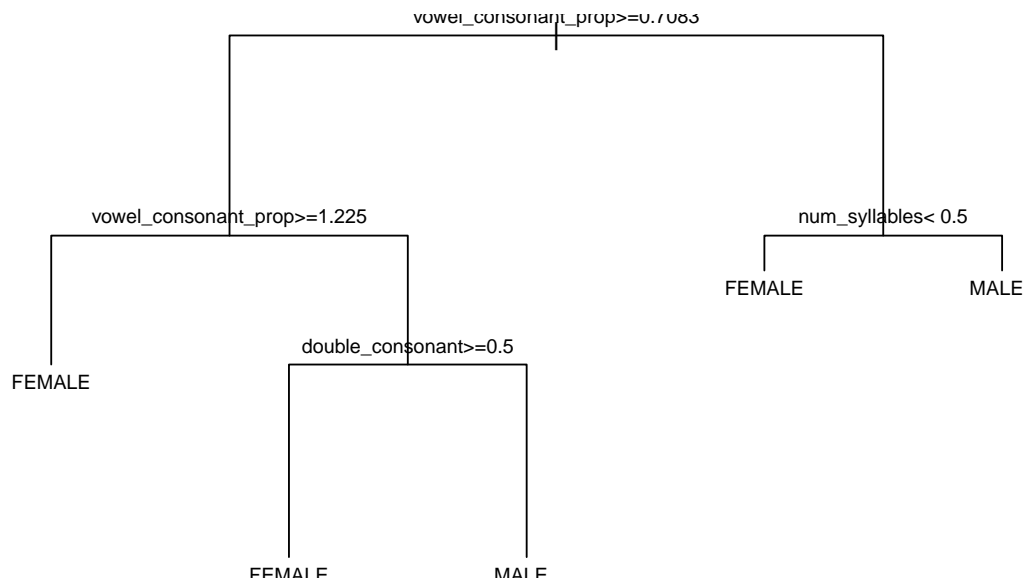 vowel_consonant_prop>=0.7083
vowel_consonant_prop>=1.225
num_syllables< 0.5
FEMALE
MALE
double_consonant>=0.5
FEMALE
FEMALE
MALE